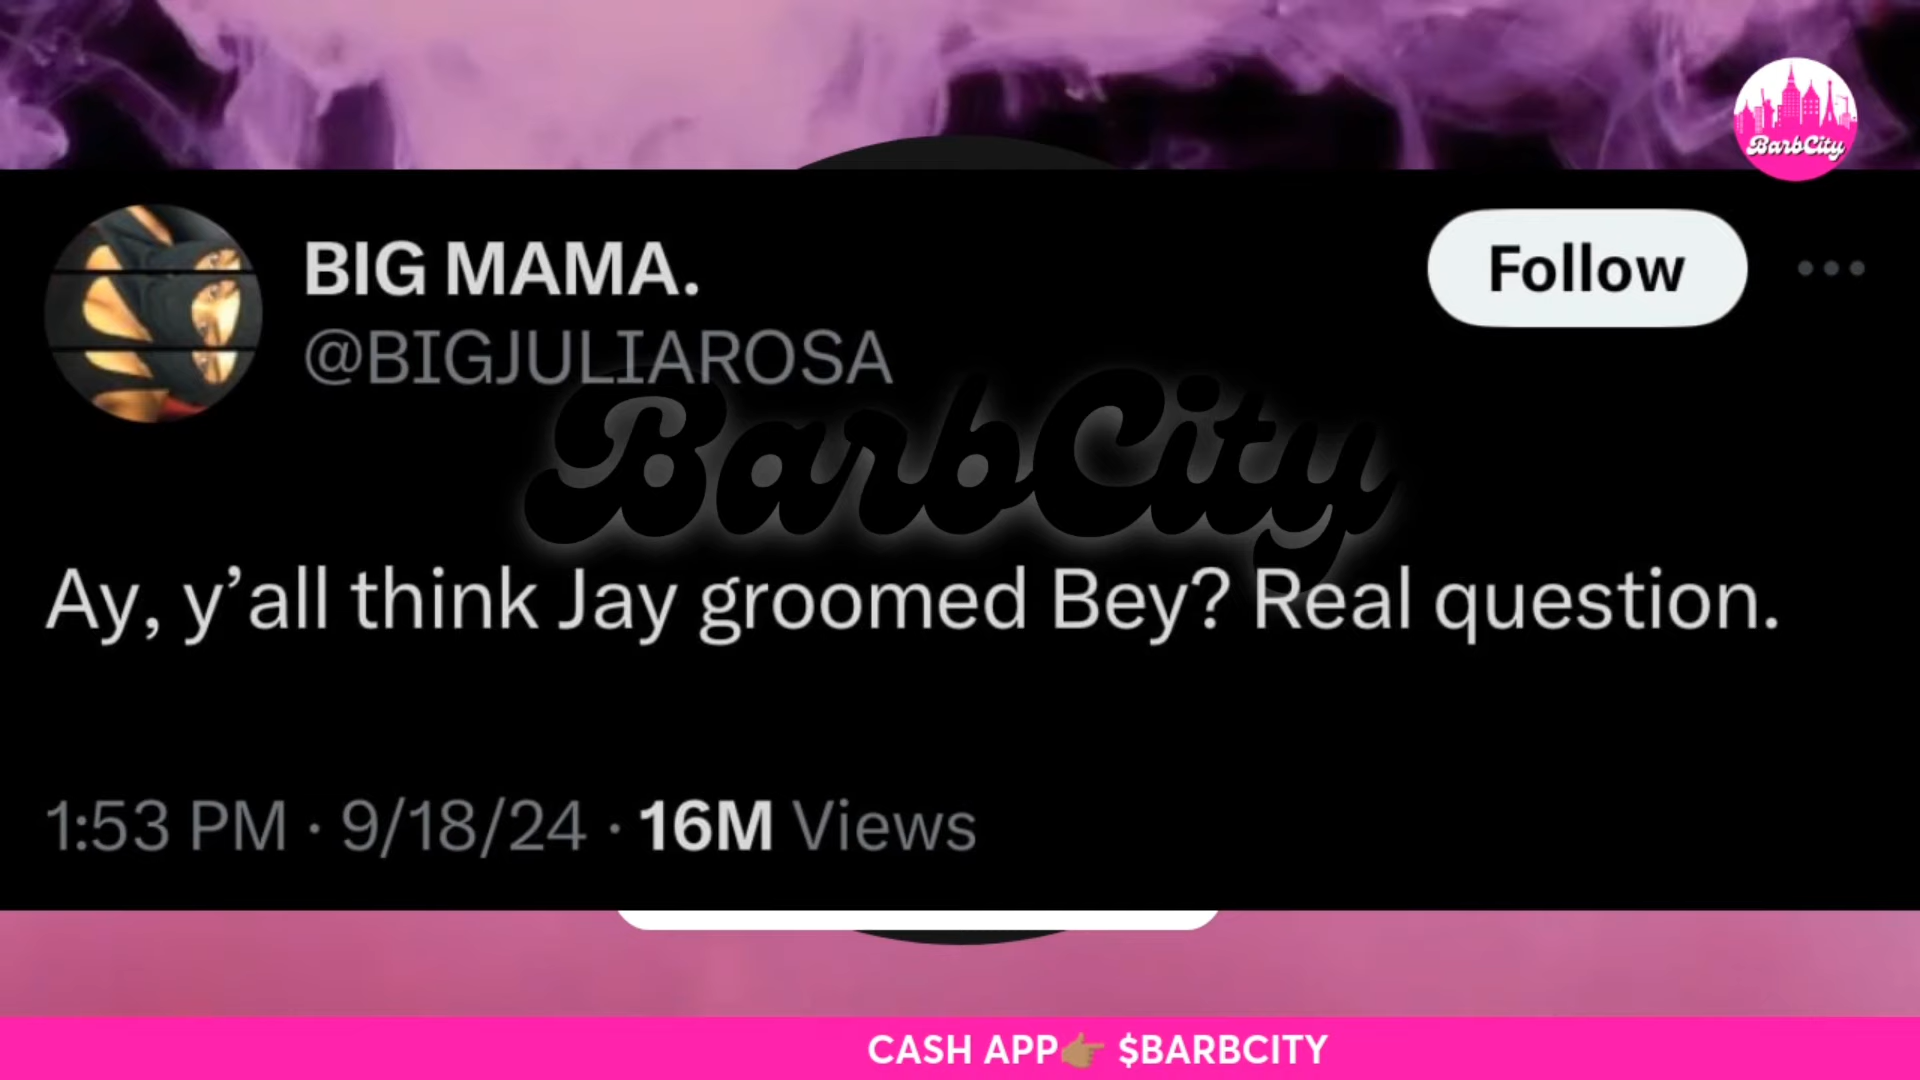 BarbCity
BIG MAMA.
Follow
@BIGJULIAROSA
BarbCity
Ay, y’all think Jay groomed Bey? Real question.
1:53 PM · 9/18/24 · 16M Views
CASH APP👉🏽 $BARBCITY